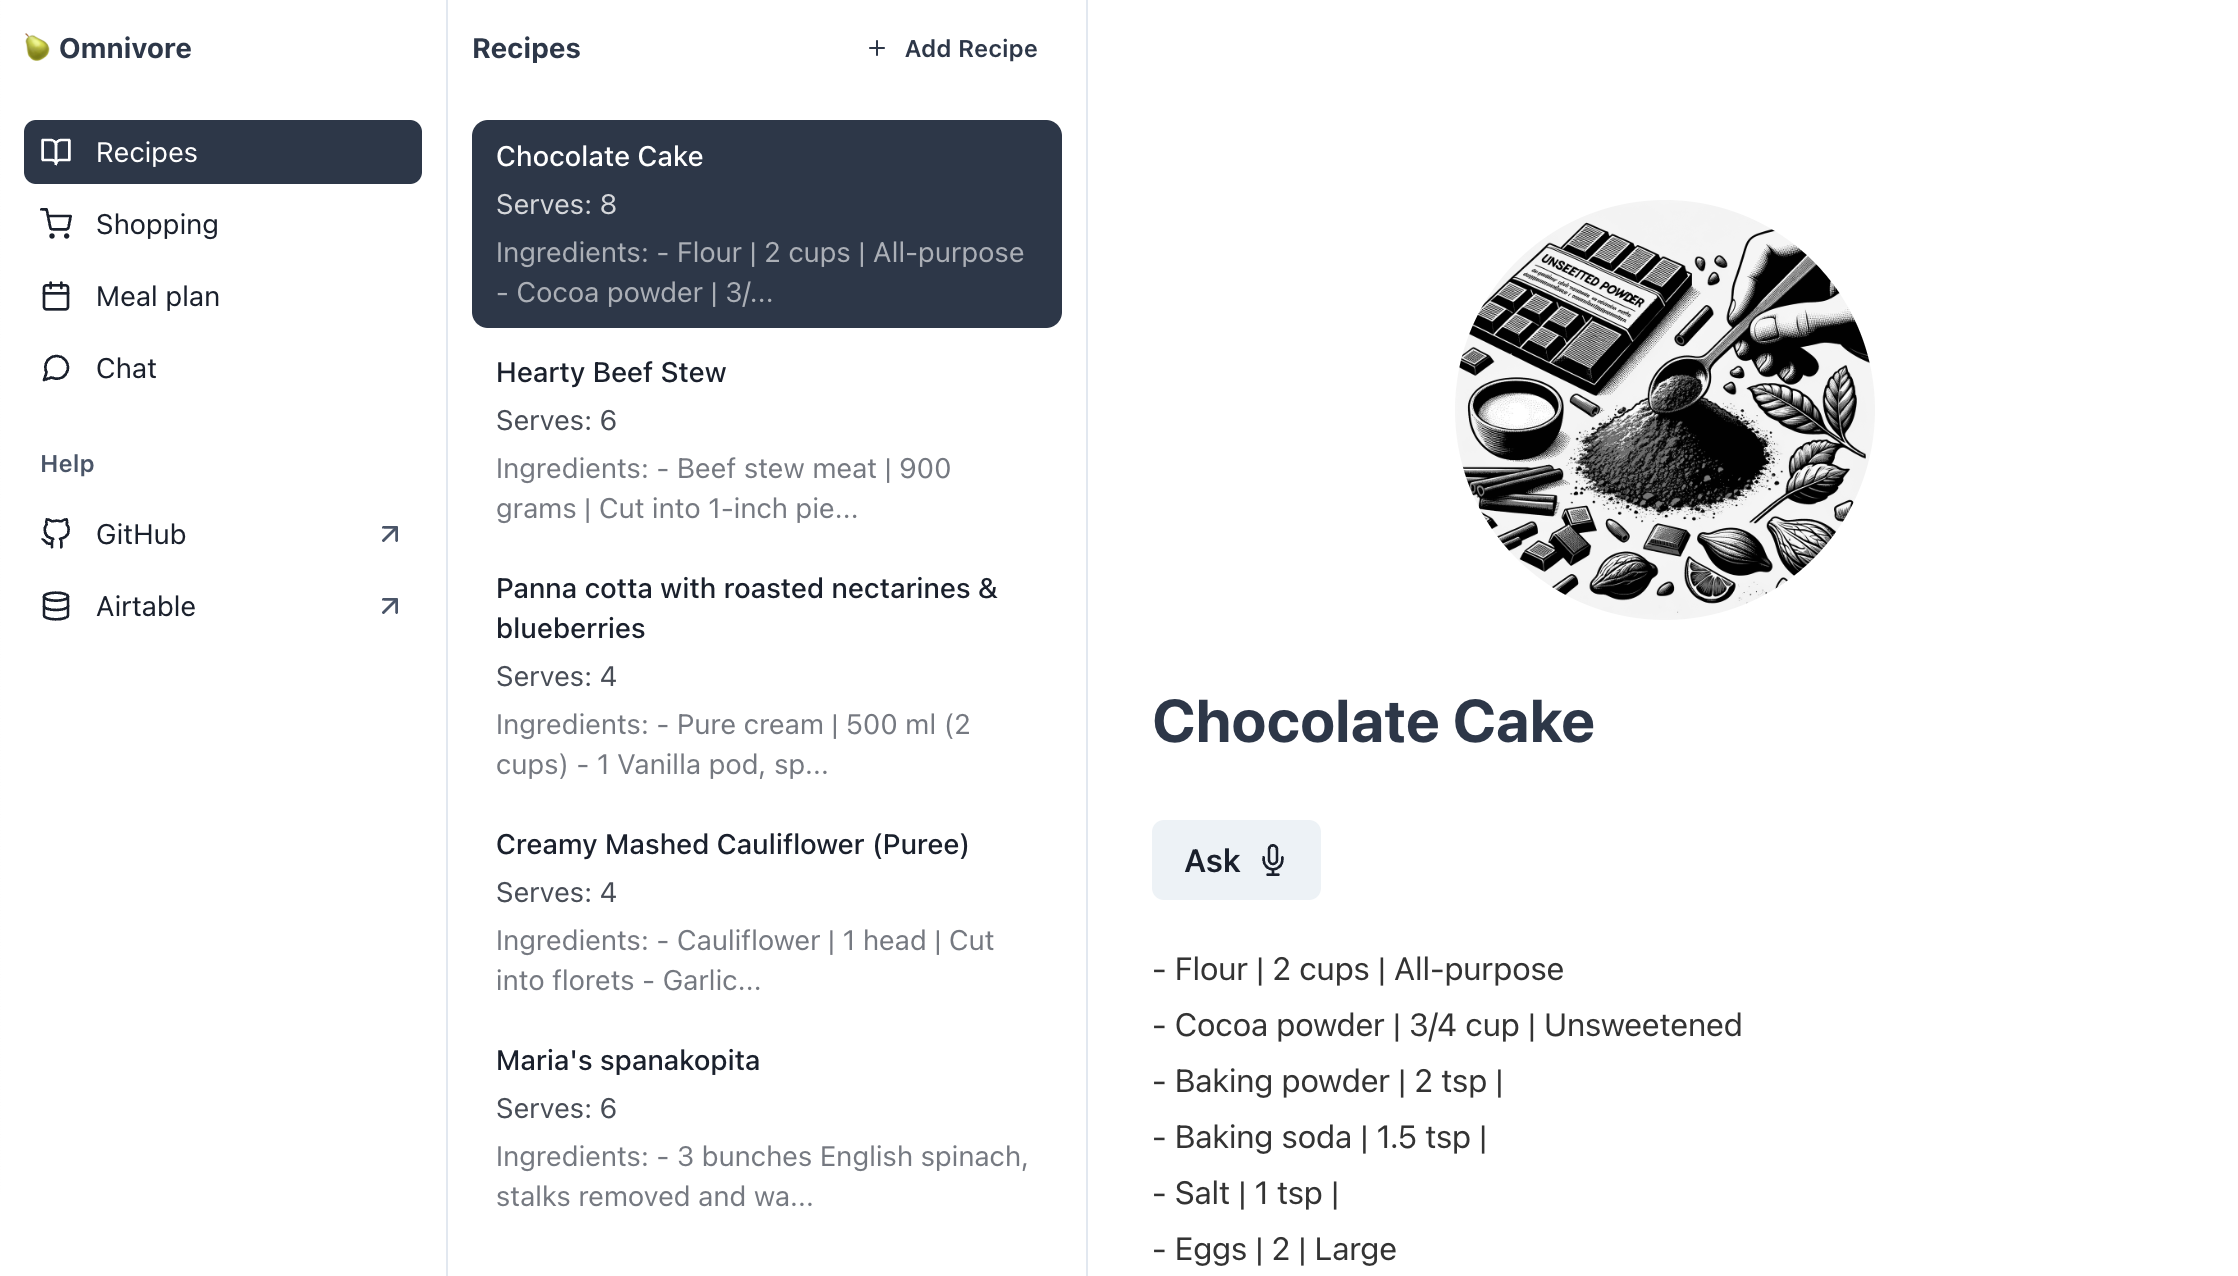 Omnivore
Recipes
Shopping
Meal plan
Chat
Help
GitHub
Airtable
Recipes
+ Add Recipe
Chocolate Cake
Serves: 8
Ingredients: - Flour | 2 cups | All-purpose
- Cocoa powder | 3/...
Hearty Beef Stew
Serves: 6
Ingredients: - Beef stew meat | 900
grams | Cut into 1-inch pie...
Panna cotta with roasted nectarines &
blueberries
Serves: 4
Ingredients: - Pure cream | 500 ml (2
cups) - 1 Vanilla pod, sp...
Creamy Mashed Cauliflower (Puree)
Serves: 4
Ingredients: - Cauliflower | 1 head | Cut
into florets - Garlic...
Maria's spanakopita
Serves: 6
Ingredients: - 3 bunches English spinach,
stalks removed and wa...
UNSEETTED POWDER
Chocolate Cake
Ask
- Flour | 2 cups | All-purpose
- Cocoa powder | 3/4 cup | Unsweetened
- Baking powder | 2 tsp |
- Baking soda | 1.5 tsp |
- Salt | 1 tsp |
- Eggs | 2 | Large